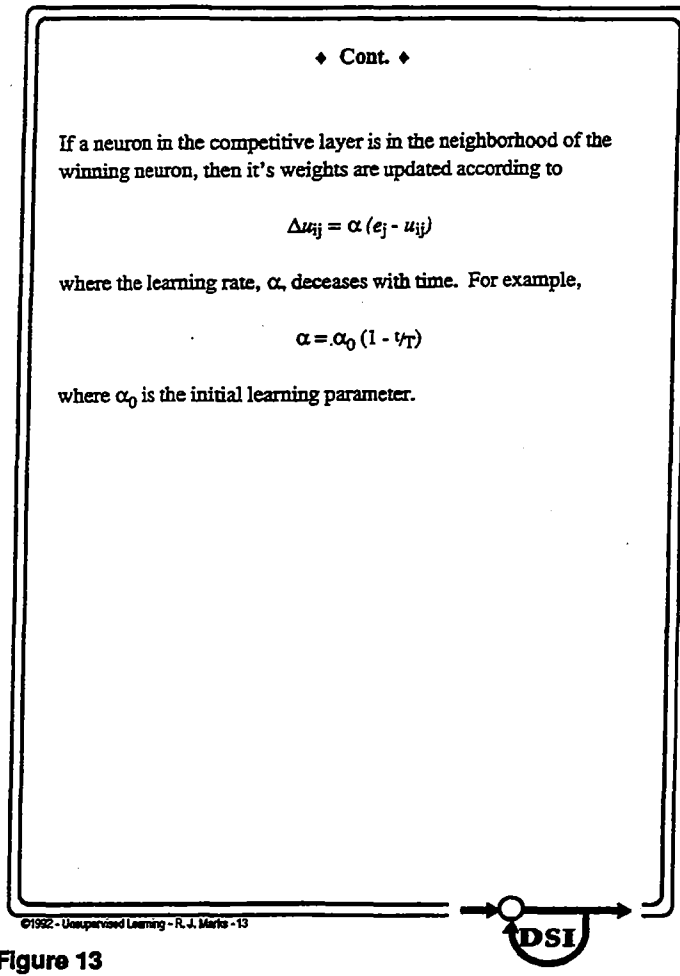 ♦ Cont. ♦
If a neuron in the competitive layer is in the neighborhood of the
winning neuron, then it's weights are updated according to
Δuij = α (ej - uij)
where the learning rate, α, deceases with time. For example,
α = α0 (1 - t/T)
where α0 is the initial learning parameter.
©1992 - Unsupervised Learning - R. J. Marks - 13
DSI
Figure 13